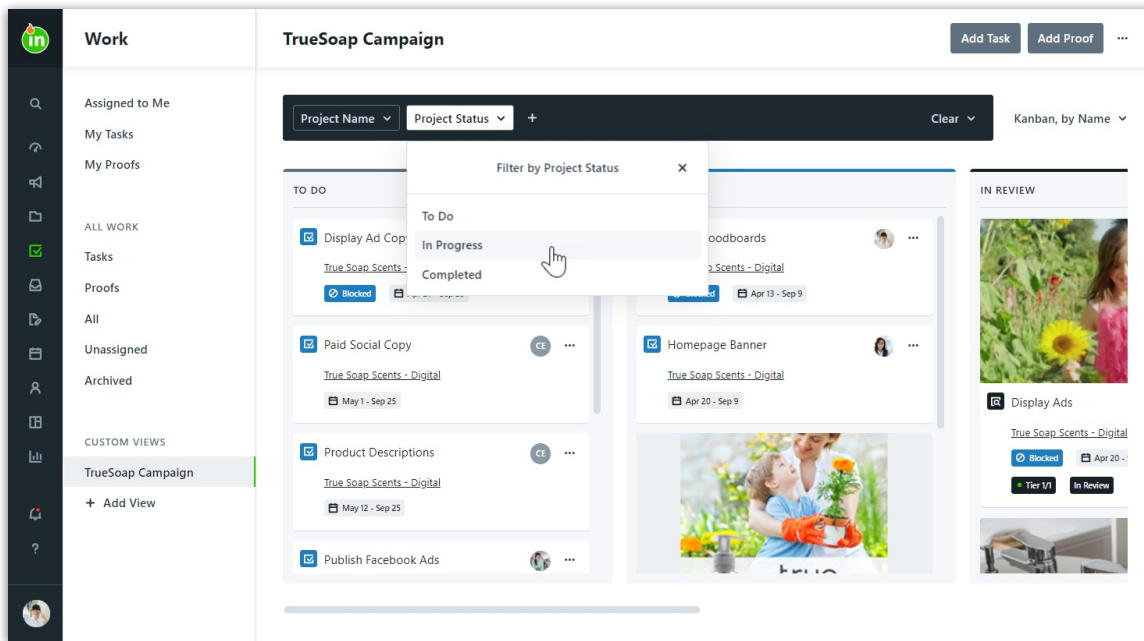 in
Work
TrueSoap Campaign
Add Task
Add Proof
Assigned to Me
My Tasks
My Proofs
ALL WORK
Tasks
Proofs
All
Unassigned
Archived
CUSTOM VIEWS
TrueSoap Campaign
+ Add View
?
Project Name
Project Status
+
Clear
Kanban, by Name
Filter by Project Status
To Do
In Progress
Completed
TO DO
Display Ad Copy
True Soap Scents -
Blocked
Paid Social Copy
CE
True Soap Scents - Digital
May 1 - Sep 25
Product Descriptions
CE
True Soap Scents - Digital
May 12 - Sep 25
Publish Facebook Ads
oodboards
Scents - Digital
Apr 13 - Sep 9
Homepage Banner
True Soap Scents - Digital
Apr 20 - Sep 9
true
IN REVIEW
Display Ads
True Soap Scents - Digital
Blocked
Apr 20 -
Tier 1/1
In Review